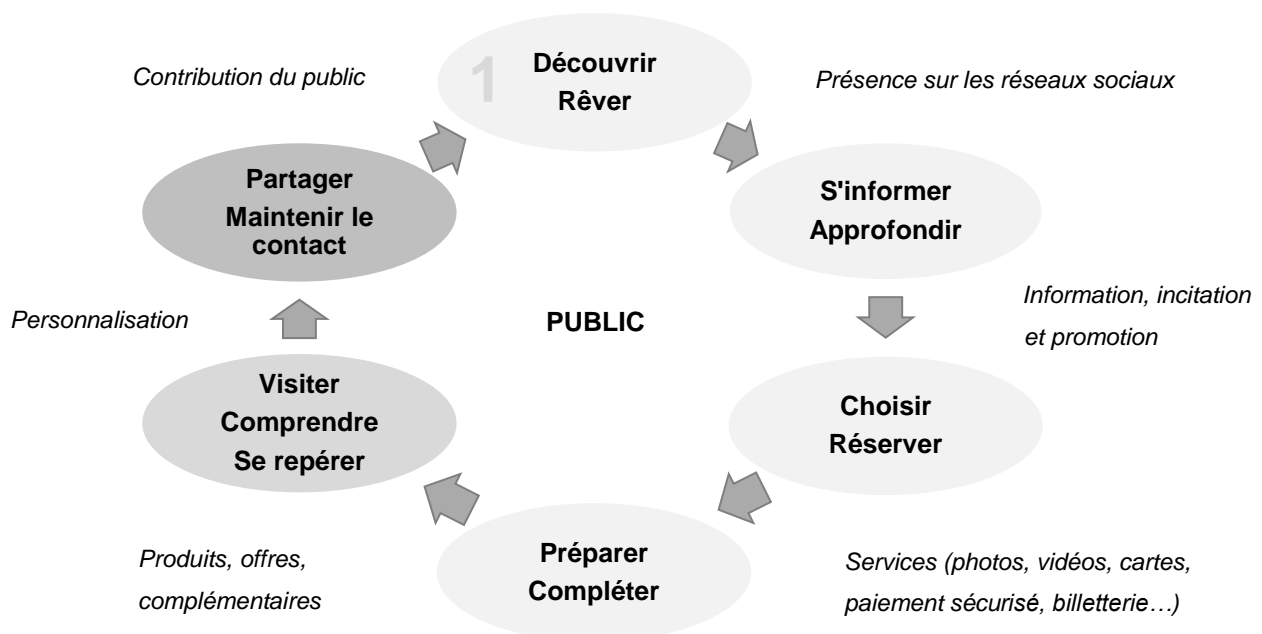 1
Découvrir
Rêver
Présence sur les réseaux sociaux
S'informer
Approfondir
Information, incitation
et promotion
Choisir
Réserver
Services (photos, vidéos, cartes,
paiement sécurisé, billetterie…)
Préparer
Compléter
Produits, offres,
complémentaires
Visiter
Comprendre
Se repérer
Personnalisation
Partager
Maintenir le
contact
Contribution du public
PUBLIC